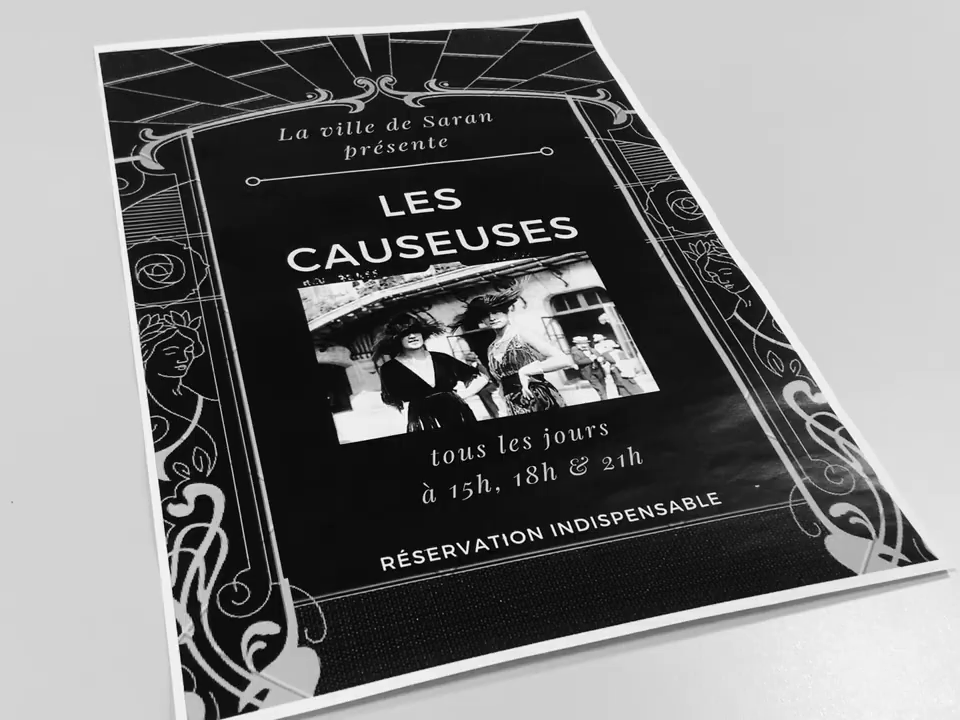 La ville de Saran
présente
LES
CAUSEUSES
tous les jours
à 15h, 18h & 21h
RÉSERVATION INDISPENSABLE